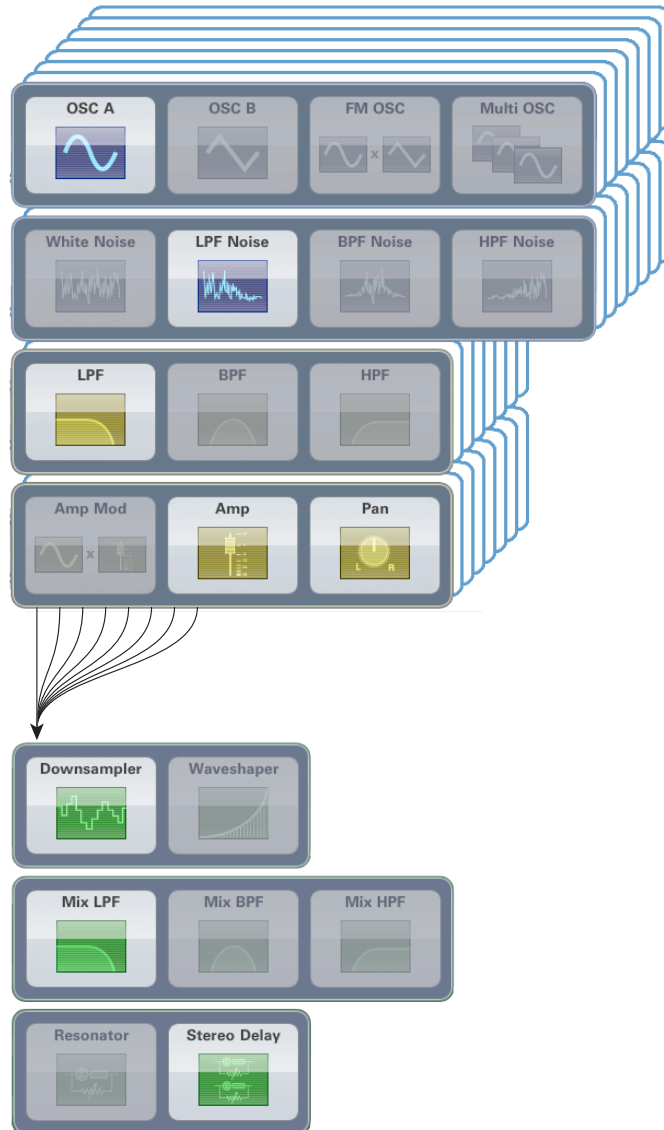 OSC A
OSC B
FM OSC
Multi OSC
x
White Noise
LPF Noise
BPF Noise
HPF Noise
LPF
BPF
HPF
Amp Mod
Amp
Pan
x
L R
Downsampler
Waveshaper
Mix LPF
Mix BPF
Mix HPF
Resonator
Stereo Delay